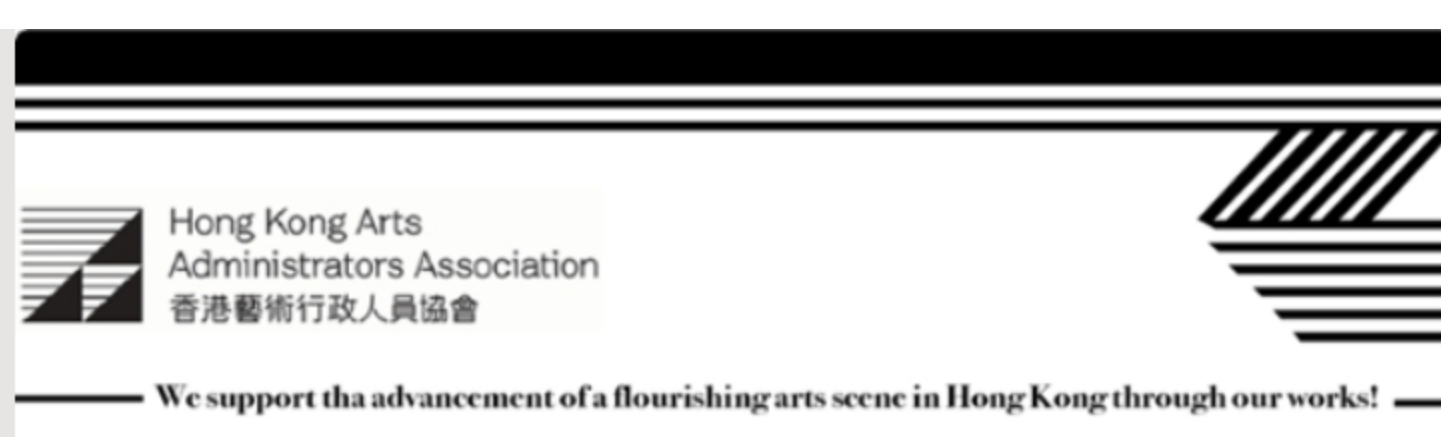 Hong Kong Arts
Administrators Association
香港藝術行政人員協會
We support tha advancement of a flourishing arts scene in Hong Kong through our works!